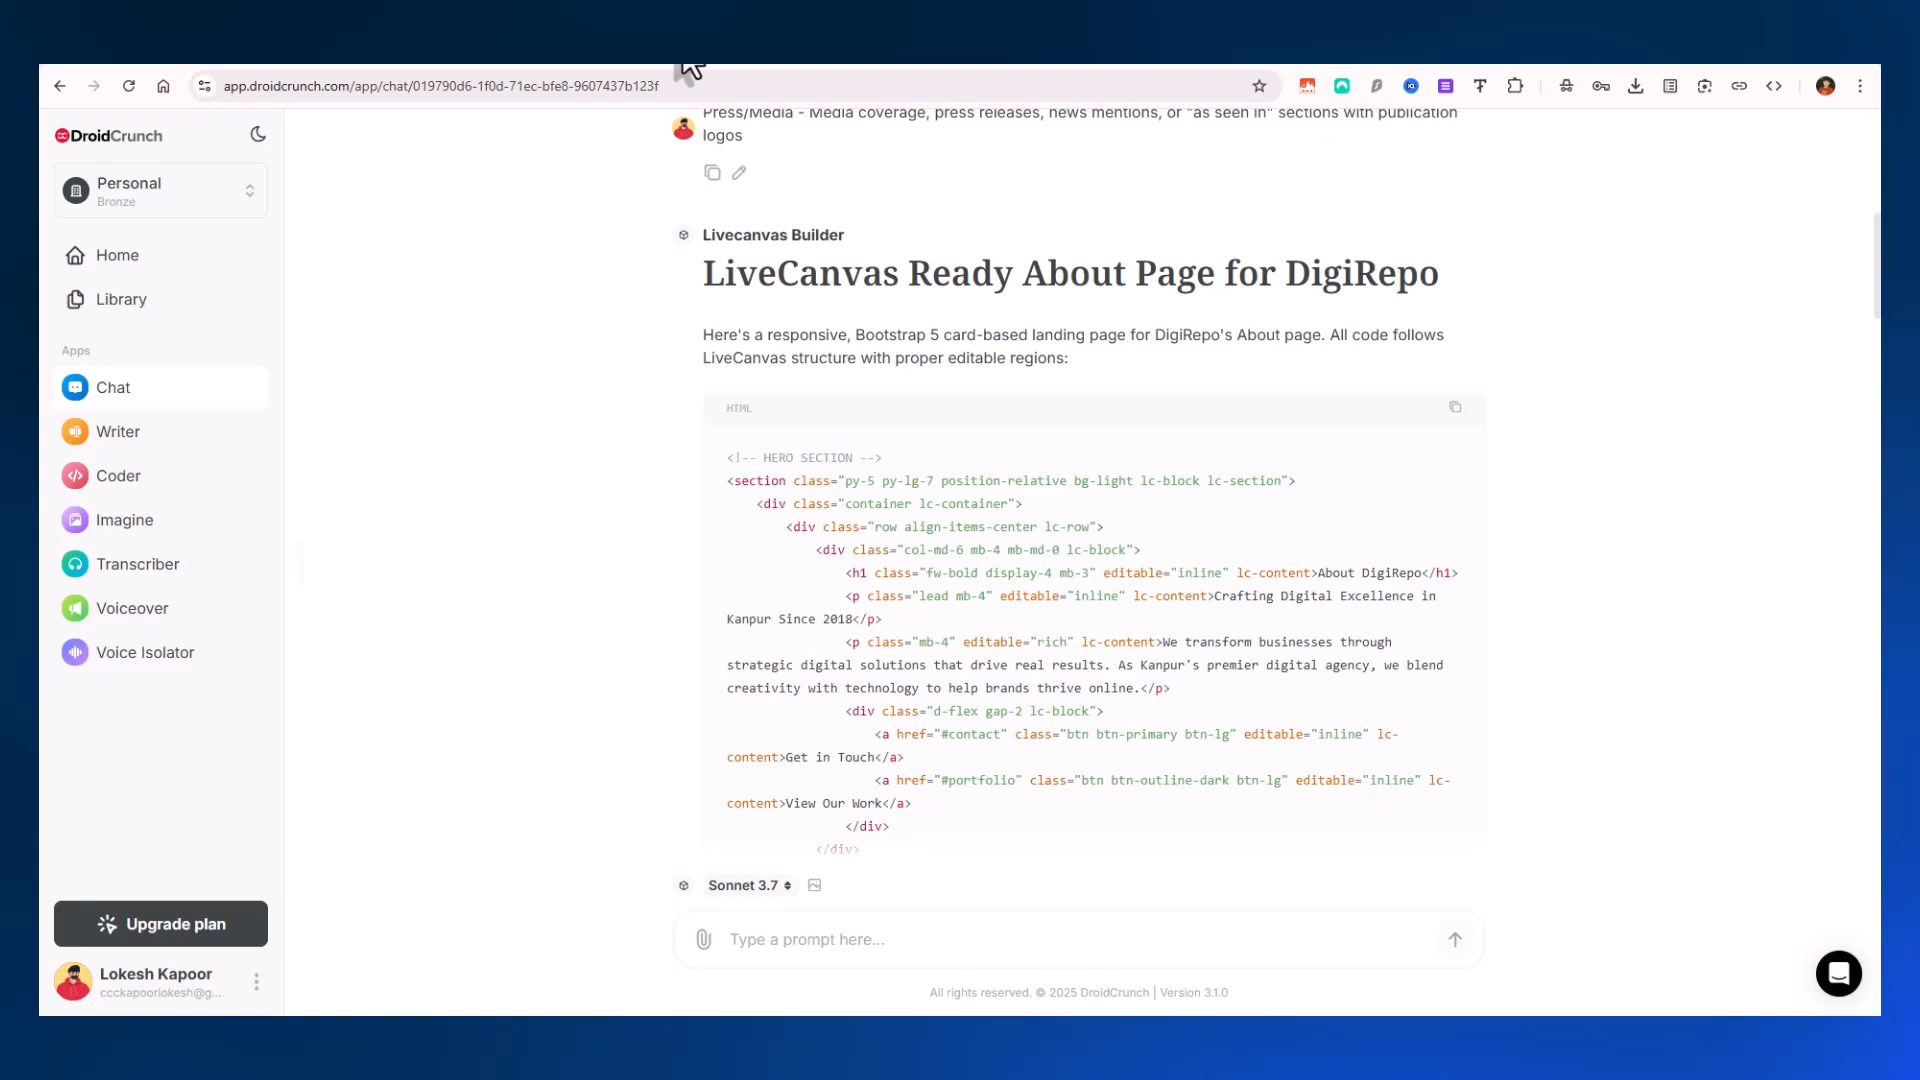 app.droidcrunch.com/app/chat/019790d6-1f0d-71ec-bfe8-9607437b123f
DroidCrunch
Personal
Bronze
Home
Library
Apps
Chat
Writer
Coder
Imagine
Transcriber
Voiceover
Voice Isolator
Upgrade plan
Lokesh Kapoor
ccckapoorlokesh@g...
Press/Media - Media coverage, press releases, news mentions, or "as seen in" sections with publication
logos
Livecanvas Builder
LiveCanvas Ready About Page for DigiRepo
Here's a responsive, Bootstrap 5 card-based landing page for DigiRepo's About page. All code follows
LiveCanvas structure with proper editable regions:
HTML
<!-- HERO SECTION -->
<section class="py-5 py-lg-7 position-relative bg-light lc-block lc-section">
<div class="container lc-container">
<div class="row align-items-center lc-row">
<div class="col-md-6 mb-4 mb-md-0 lc-block">
<h1 class="fw-bold display-4 mb-3" editable="inline" lc-content>About DigiRepo</h1>
<p class="lead mb-4" editable="inline" lc-content>Crafting Digital Excellence in
Kanpur Since 2018</p>
<p class="mb-4" editable="rich" lc-content>We transform businesses through
strategic digital solutions that drive real results. As Kanpur's premier digital agency, we blend
creativity with technology to help brands thrive online.</p>
<div class="d-flex gap-2 lc-block">
<a href="#contact" class="btn btn-primary btn-lg" editable="inline" lc-
content>Get in Touch</a>
<a href="#portfolio" class="btn btn-outline-dark btn-lg" editable="inline" lc-
content>View Our Work</a>
</div>
</div>
Sonnet 3.7
Type a prompt here...
All rights reserved. © 2025 DroidCrunch | Version 3.1.0